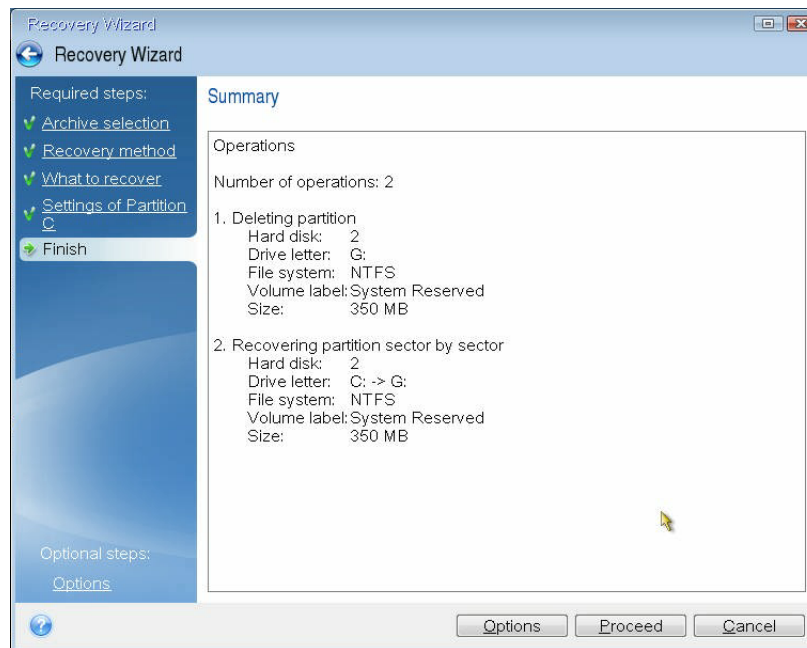 Recovery Wizard
Recovery Wizard
Required steps:
Archive selection
Recovery method
What to recover
Settings of Partition
C
Finish
Optional steps:
Options
Summary
Operations
Number of operations: 2
1. Deleting partition
Hard disk: 2
Drive letter: G:
File system: NTFS
Volume label: System Reserved
Size: 350 MB
2. Recovering partition sector by sector
Hard disk: 2
Drive letter: C: -> G:
File system: NTFS
Volume label: System Reserved
Size: 350 MB
Options
Proceed
Cancel